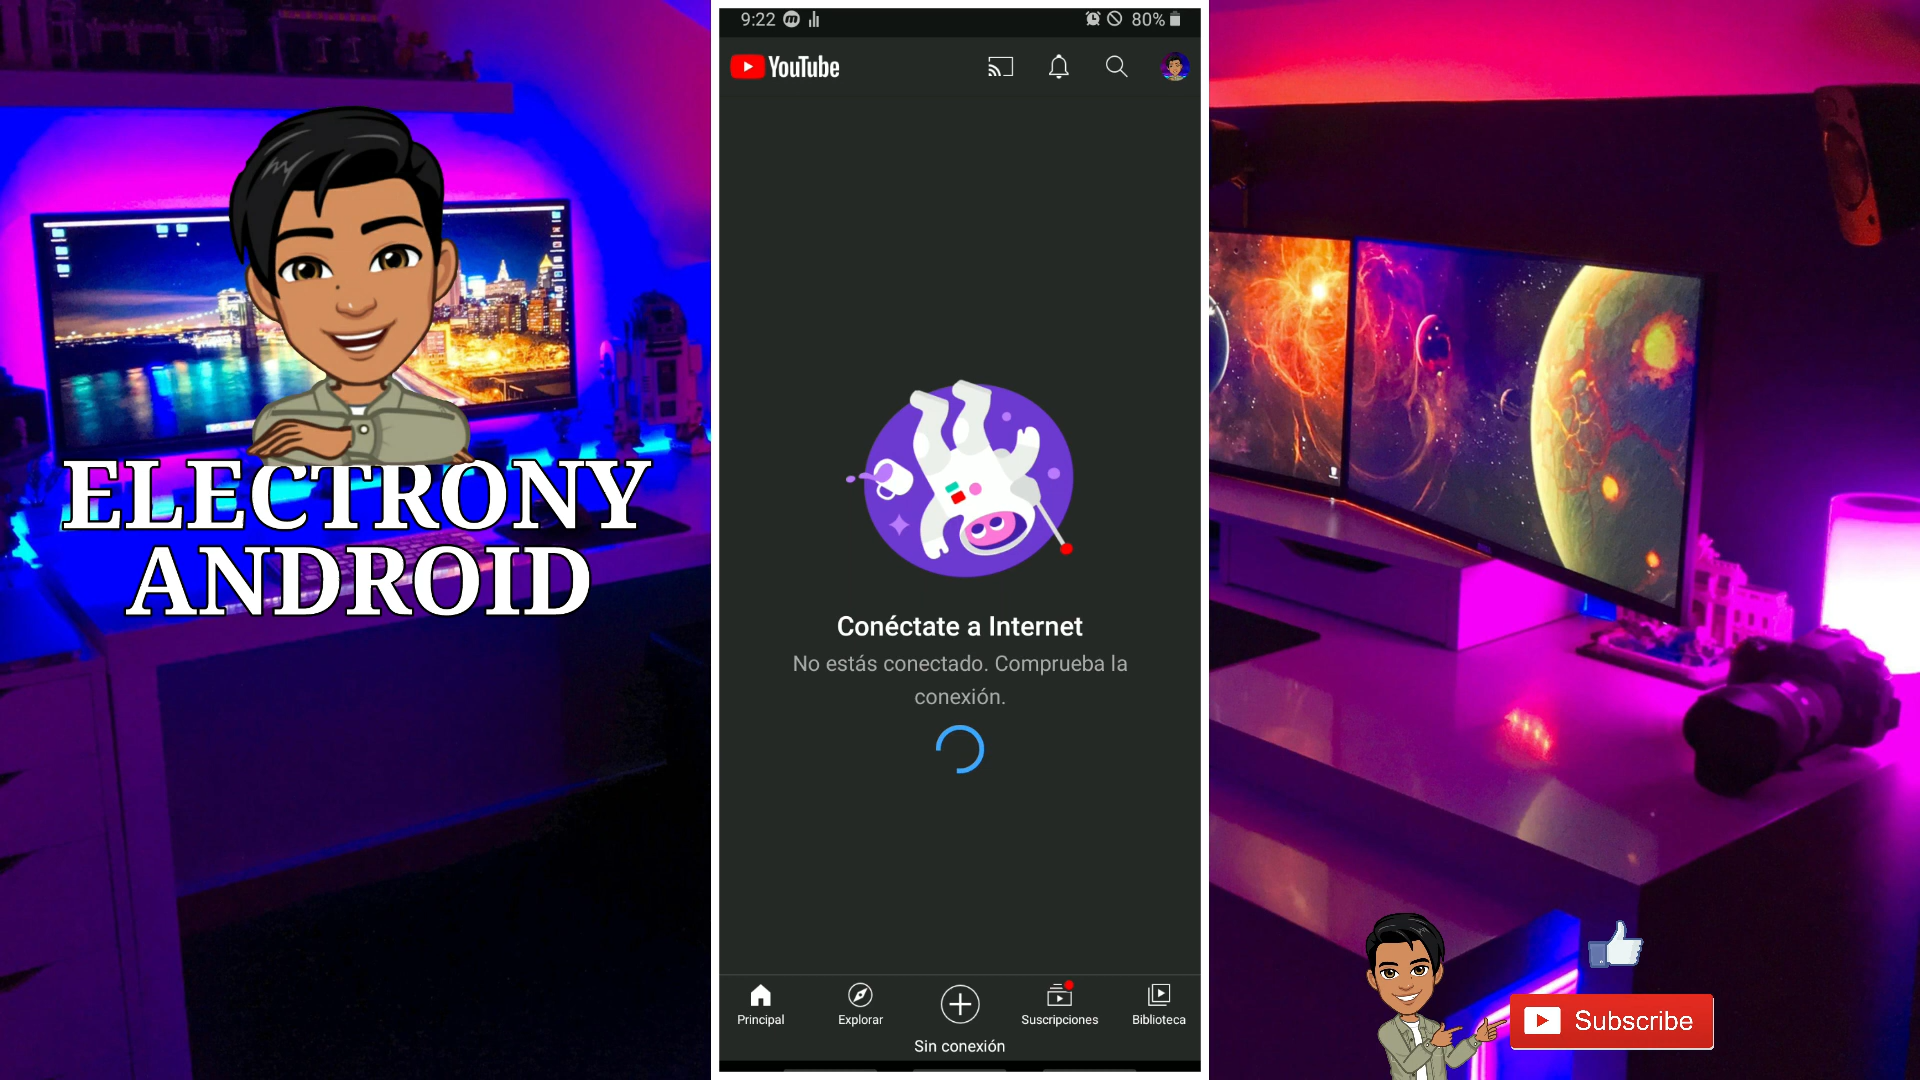 ELECTRONY
ANDROID
9:22
80%
YouTube
Conéctate a Internet
No estás conectado. Comprueba la
conexión.
Principal
Explorar
Suscripciones
Biblioteca
Sin conexión
Subscribe